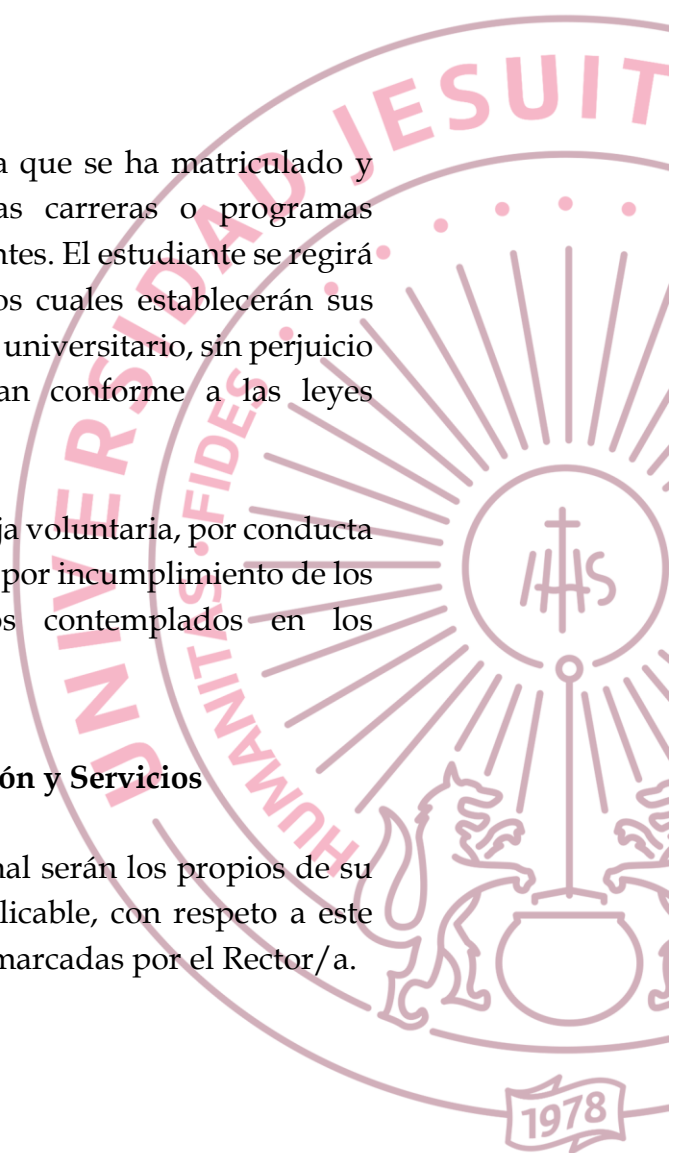 a que se ha matriculado y
as carreras o programas
ntes. El estudiante se regirá
os cuales establecerán sus
universitario, sin perjuicio
an conforme a las leyes
ja voluntaria, por conducta
por incumplimiento de los
os contemplados en los
ón y Servicios
nal serán los propios de su
licable, con respeto a este
marcadas por el Rector/a.
UNIVERSIDAD JESUIT
HUMANITAS • FIDES
IHS
1978